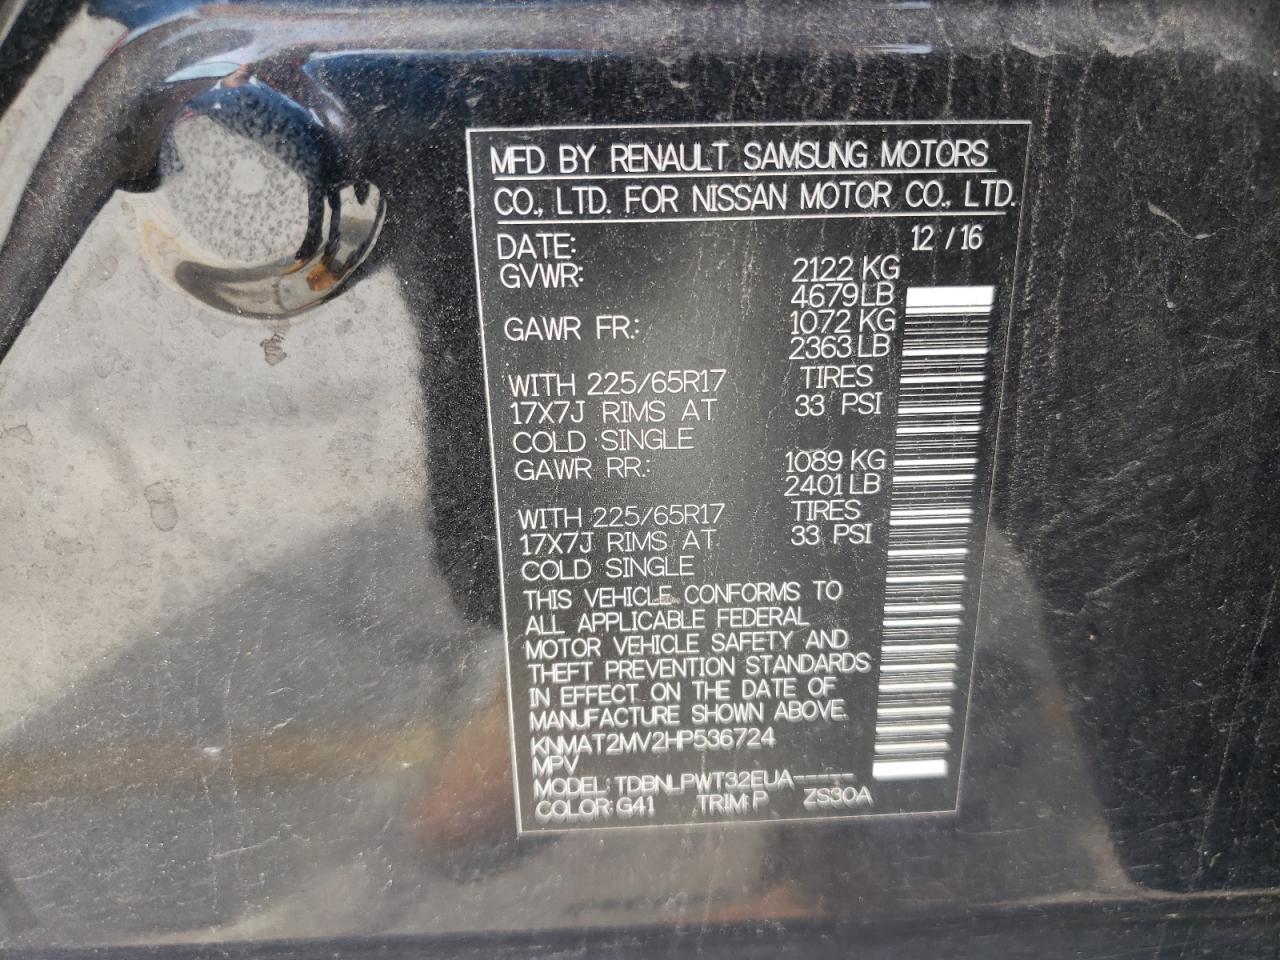 MFD BY RENAULT SAMSUNG MOTORS
CO., LTD. FOR NISSAN MOTOR CO., LTD.
DATE: 12 / 16
GVWR: 2122 KG
4679 LB
GAWR FR.: 1072 KG
2363 LB
WITH 225/65R17 TIRES
17X7J RIMS AT 33 PSI
COLD SINGLE
GAWR RR.: 1089 KG
2401 LB
WITH 225/65R17 TIRES
17X7J RIMS AT 33 PSI
COLD SINGLE
THIS VEHICLE CONFORMS TO
ALL APPLICABLE FEDERAL
MOTOR VEHICLE SAFETY AND
THEFT PREVENTION STANDARDS
IN EFFECT ON THE DATE OF
MANUFACTURE SHOWN ABOVE.
KNMAT2MV2HP536724
MPV
MODEL: TDBNLPWT32EUA-----
COLOR: G41 TRIM: P ZS30A